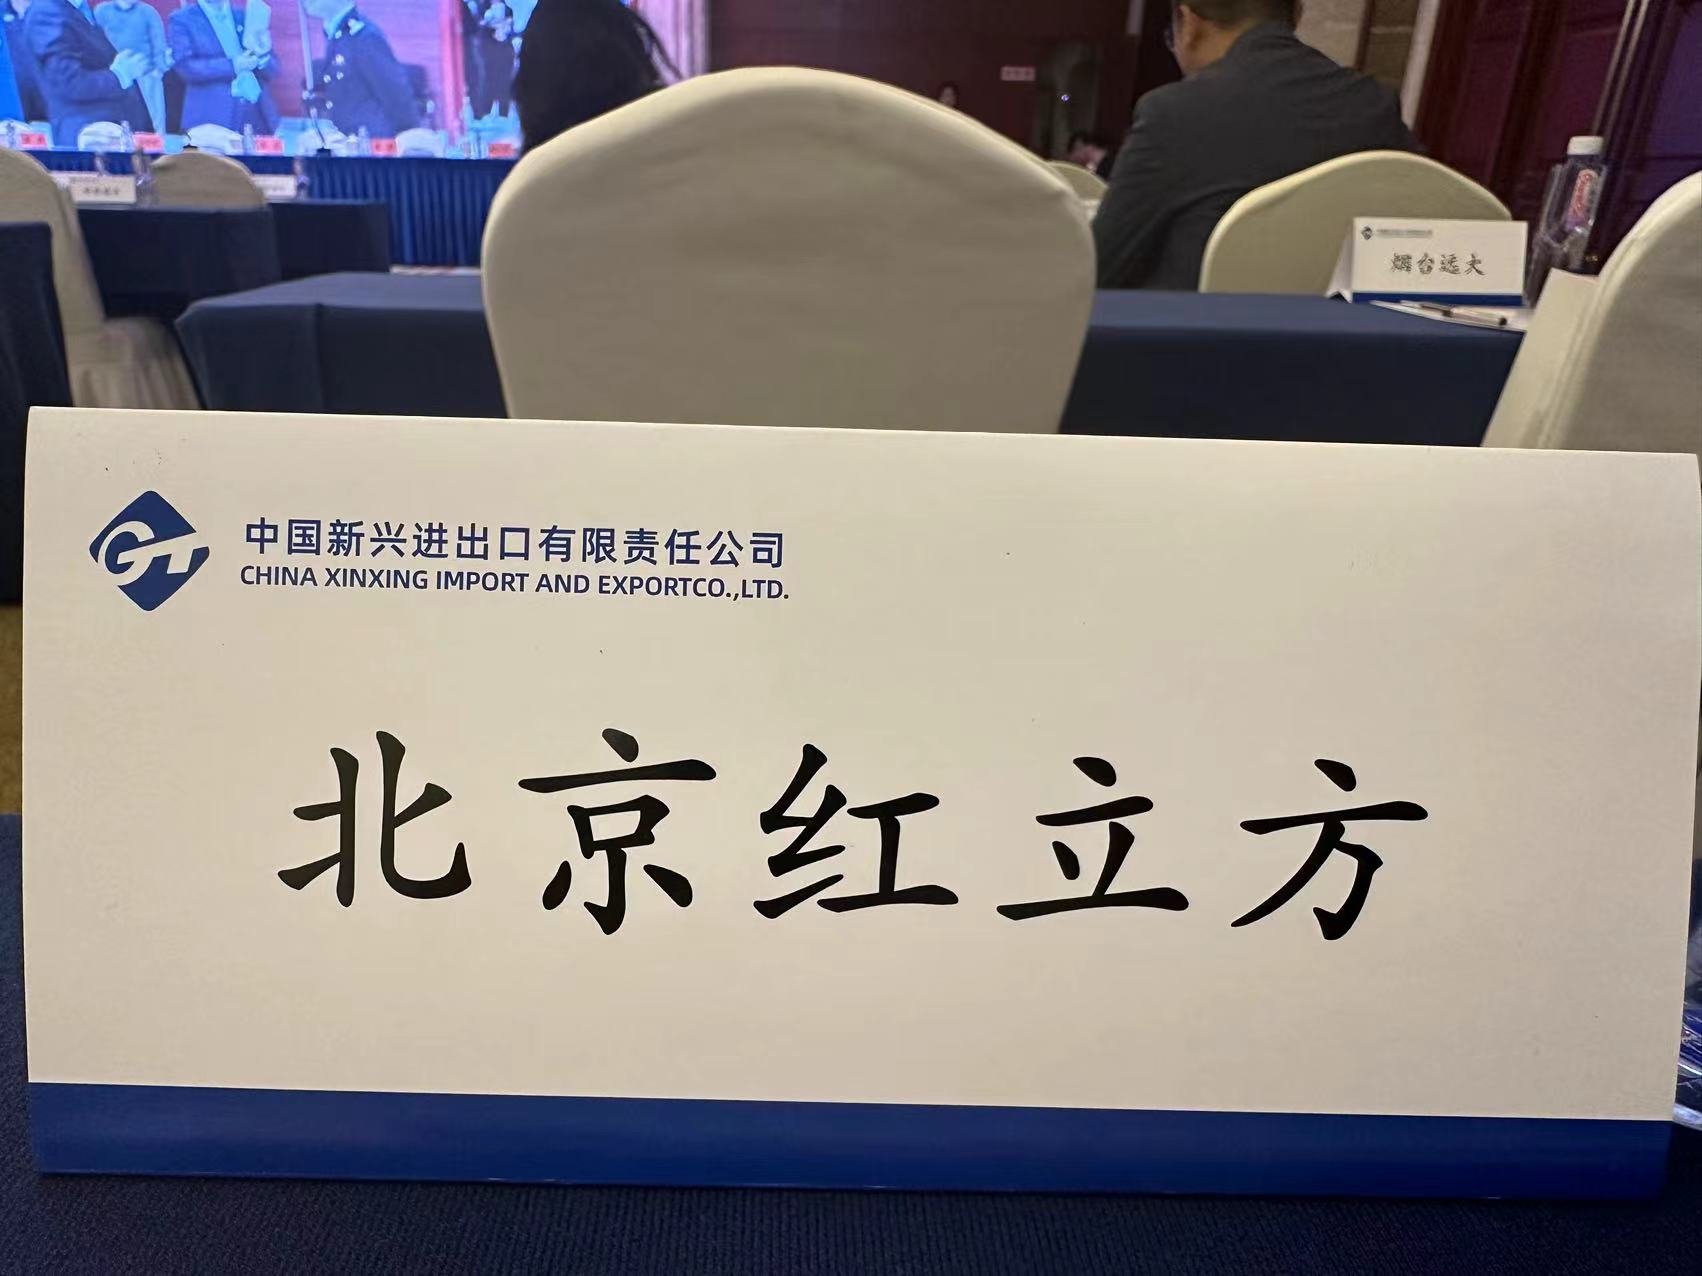 烟台远大
中国新兴进出口有限责任公司
CHINA XINXING IMPORT AND EXPORTCO.,LTD.
北京红立方